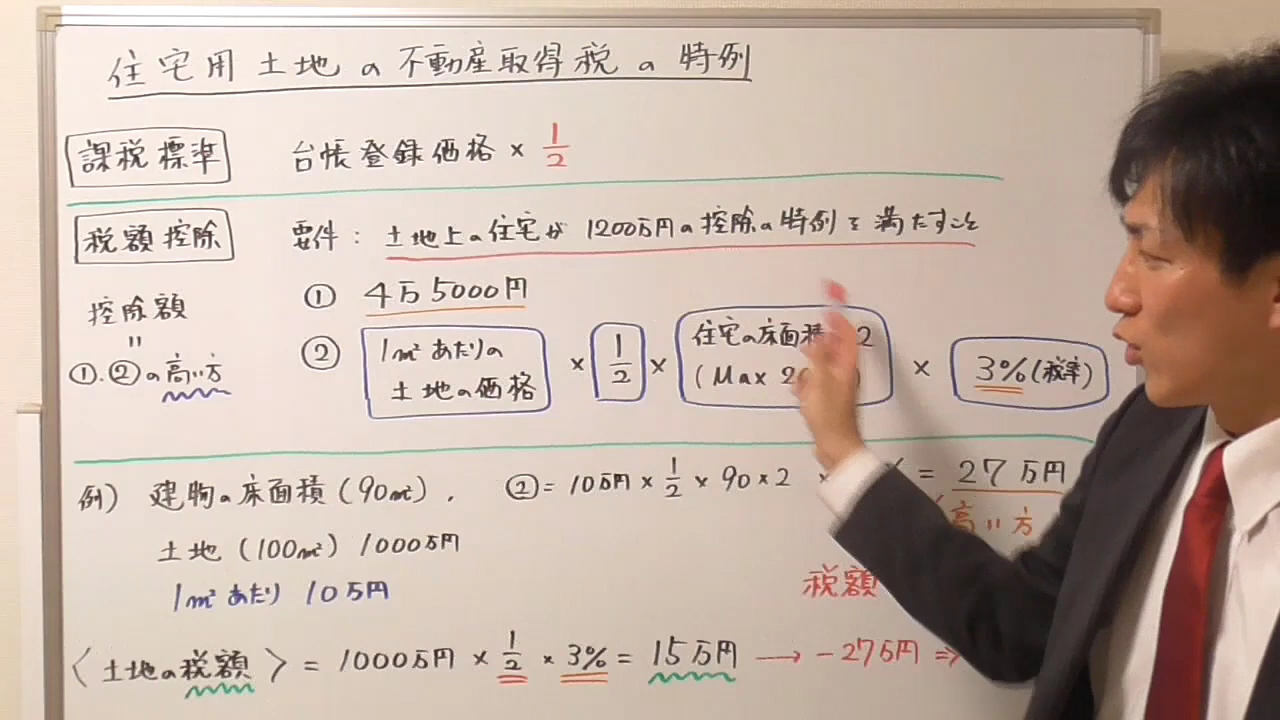 住宅用土地の不動産取得税の特例
課税標準 台帳登録価格 × 1/2
税額控除 要件：土地上の住宅が1200万円の控除の特例を満たすこと
控除額
〃
①.②の高い方
① 4万5000円
② 1m²あたりの土地の価格 × 1/2 × 住宅の床面積 2 (Max 20 ) × 3%(税率)
例) 建物の床面積(90m²). ②=10万円×1/2×90×2 × % = 27万円
高い方
土地(100m²) 1000万円
1m²あたり 10万円
税額
〈土地の税額〉= 1000万円 × 1/2 × 3% = 15万円 → -27万円 ⇒